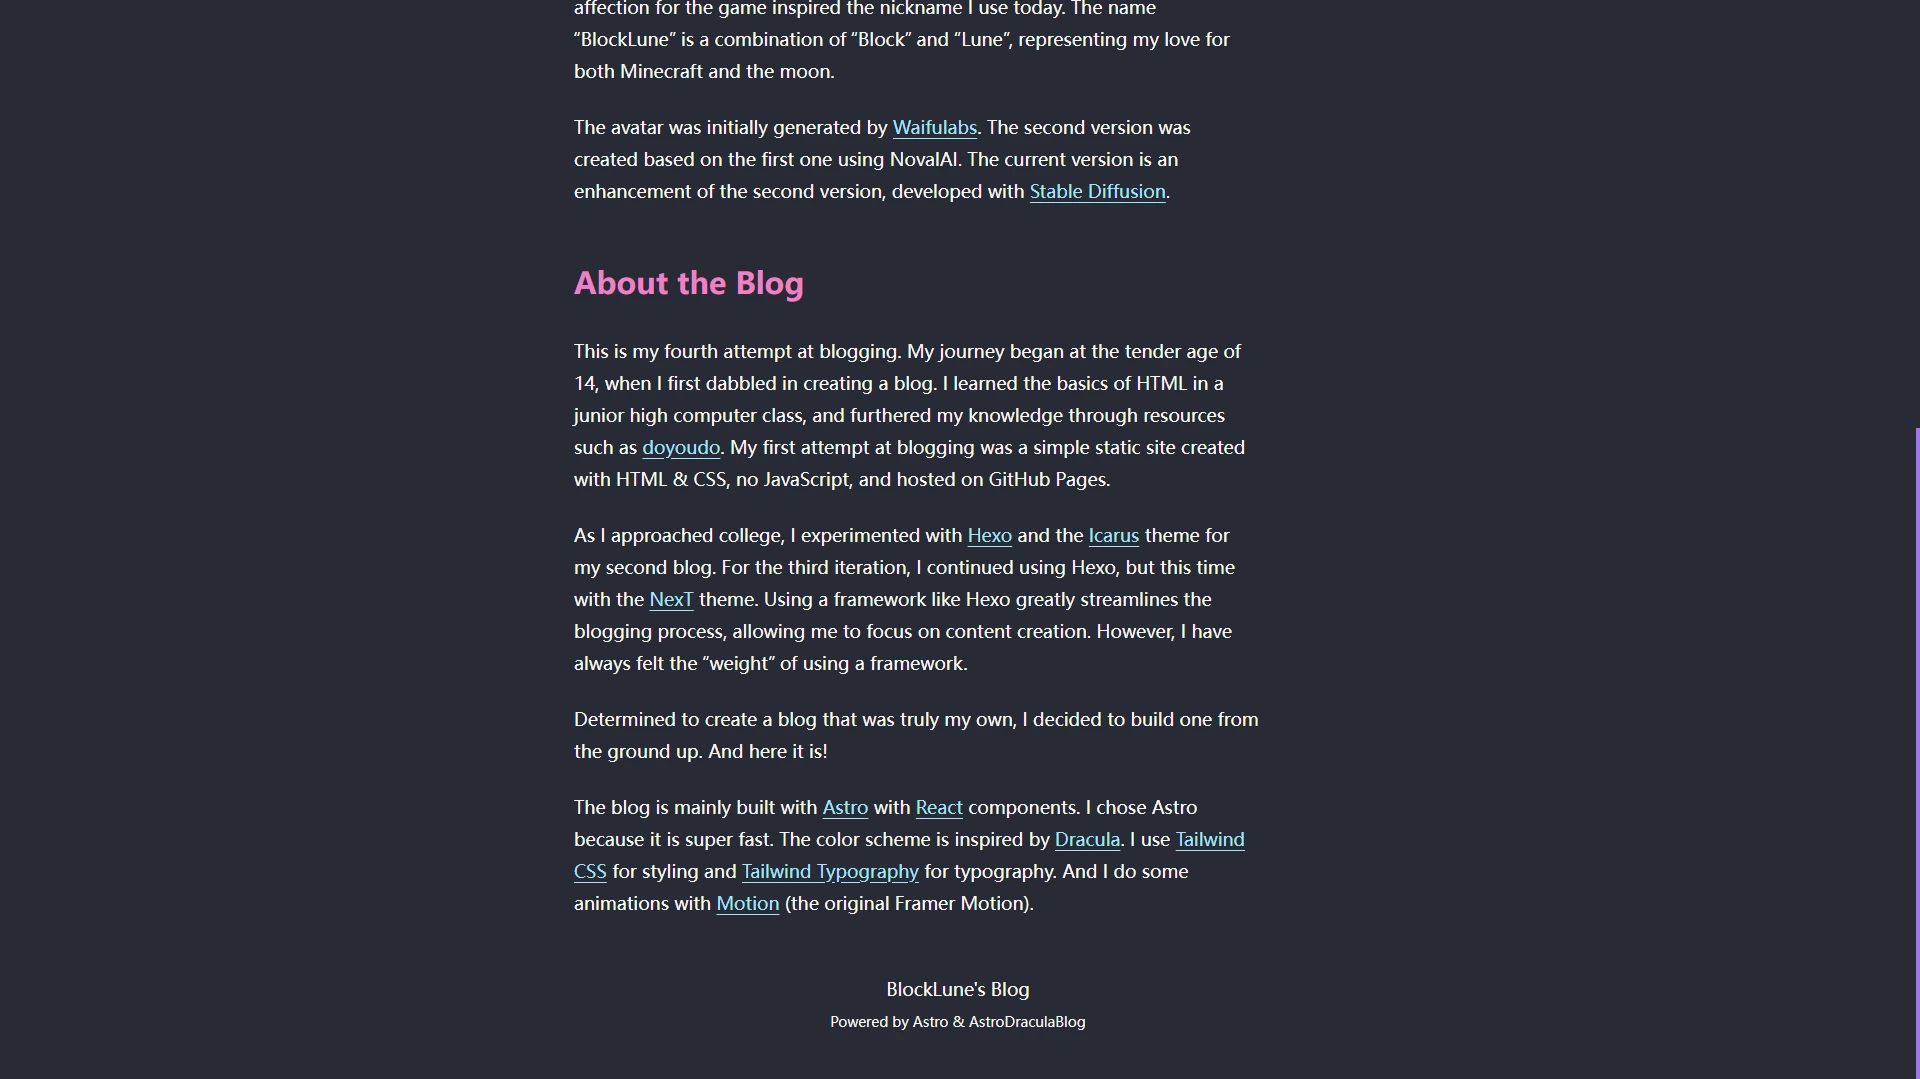 affection for the game inspired the nickname I use today. The name
“BlockLune” is a combination of “Block” and “Lune”, representing my love for
both Minecraft and the moon.
The avatar was initially generated by Waifulabs. The second version was
created based on the first one using NovalAI. The current version is an
enhancement of the second version, developed with Stable Diffusion.
About the Blog
This is my fourth attempt at blogging. My journey began at the tender age of
14, when I first dabbled in creating a blog. I learned the basics of HTML in a
junior high computer class, and furthered my knowledge through resources
such as doyoudo. My first attempt at blogging was a simple static site created
with HTML & CSS, no JavaScript, and hosted on GitHub Pages.
As I approached college, I experimented with Hexo and the Icarus theme for
my second blog. For the third iteration, I continued using Hexo, but this time
with the NexT theme. Using a framework like Hexo greatly streamlines the
blogging process, allowing me to focus on content creation. However, I have
always felt the “weight” of using a framework.
Determined to create a blog that was truly my own, I decided to build one from
the ground up. And here it is!
The blog is mainly built with Astro with React components. I chose Astro
because it is super fast. The color scheme is inspired by Dracula. I use Tailwind
CSS for styling and Tailwind Typography for typography. And I do some
animations with Motion (the original Framer Motion).
BlockLune's Blog
Powered by Astro & AstroDraculaBlog